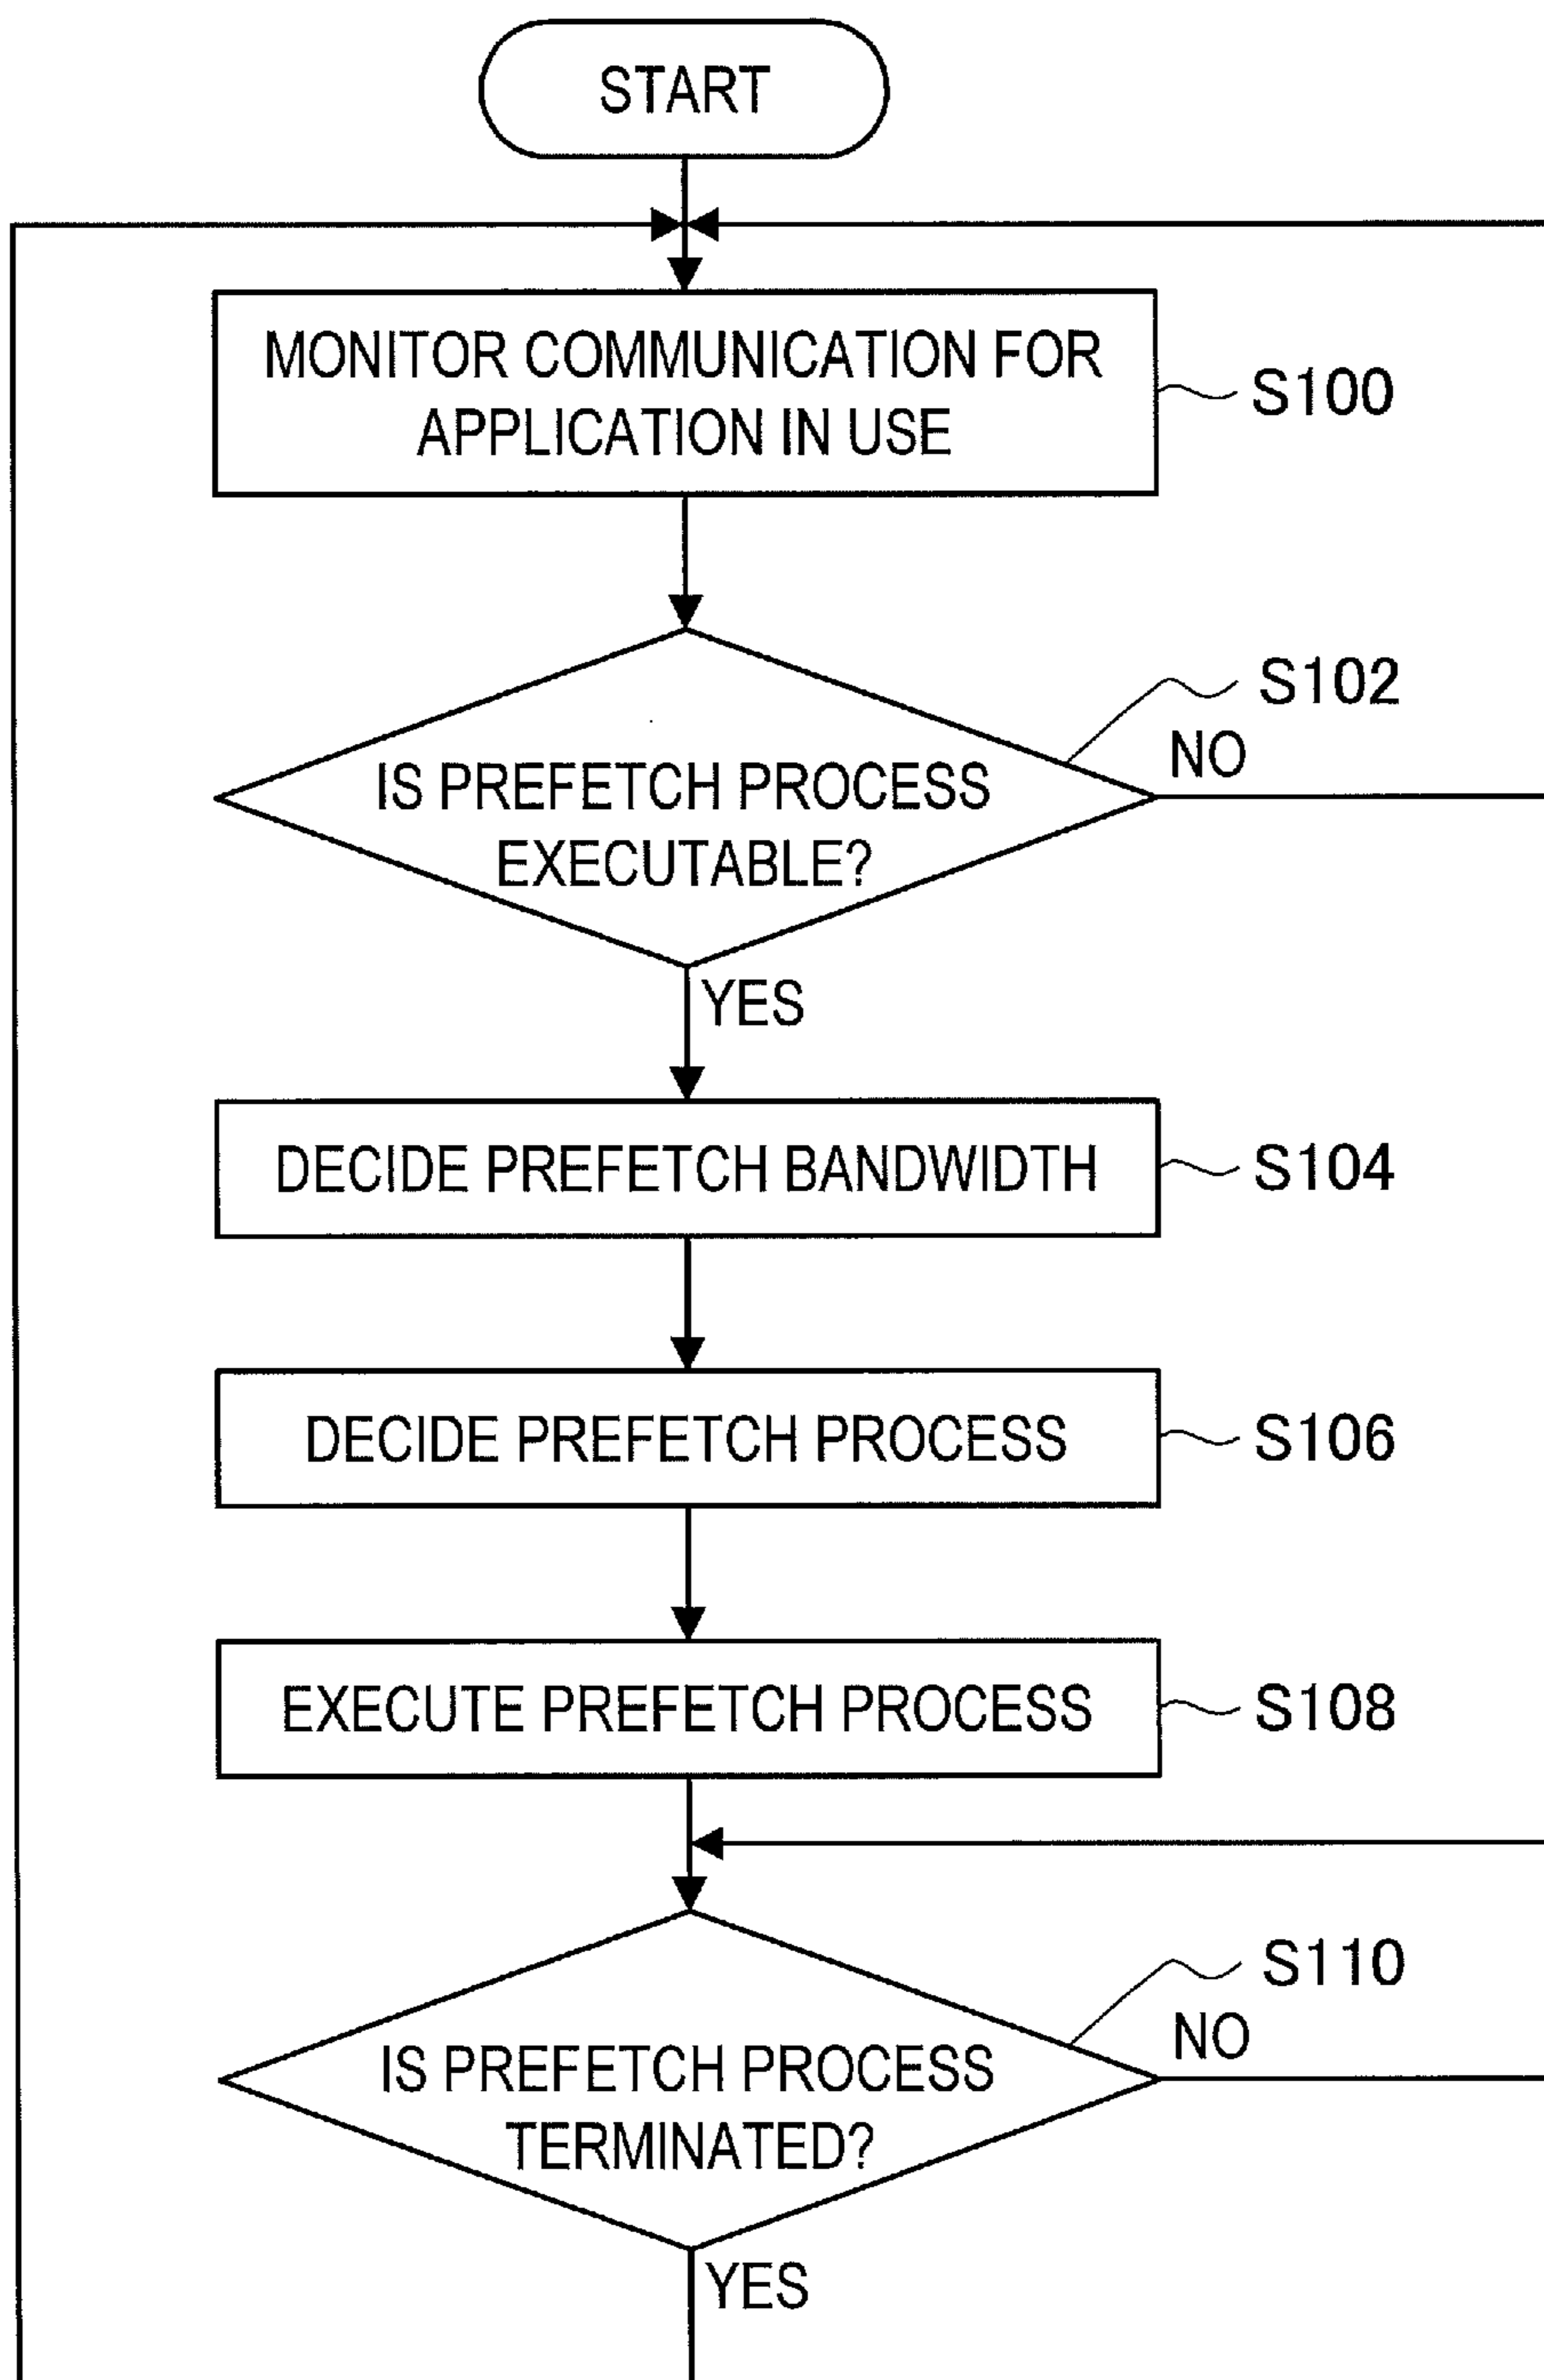 START
MONITOR COMMUNICATION FOR
APPLICATION IN USE
S100
S102
NO
IS PREFETCH PROCESS
EXECUTABLE?
YES
DECIDE PREFETCH BANDWIDTH
S104
DECIDE PREFETCH PROCESS
S106
EXECUTE PREFETCH PROCESS
S108
S110
NO
IS PREFETCH PROCESS
TERMINATED?
YES